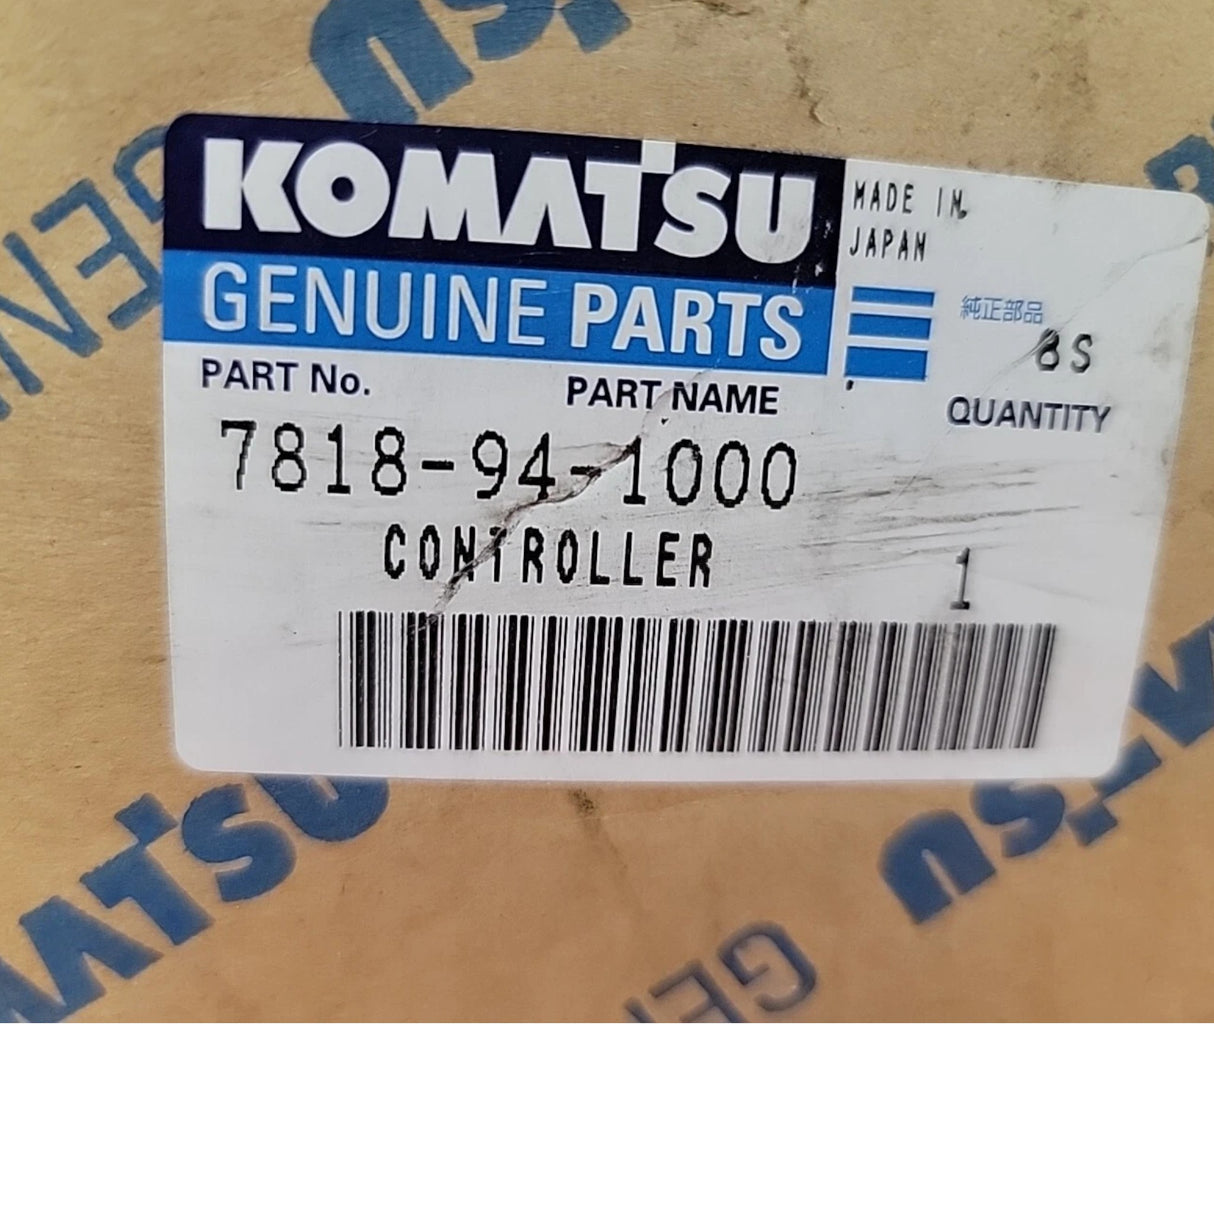 KOMATSU
GENUINE PARTS
MADE IN
JAPAN
純正部品
8S
PART No.
PART NAME
QUANTITY
7818-94-1000
CONTROLLER
1